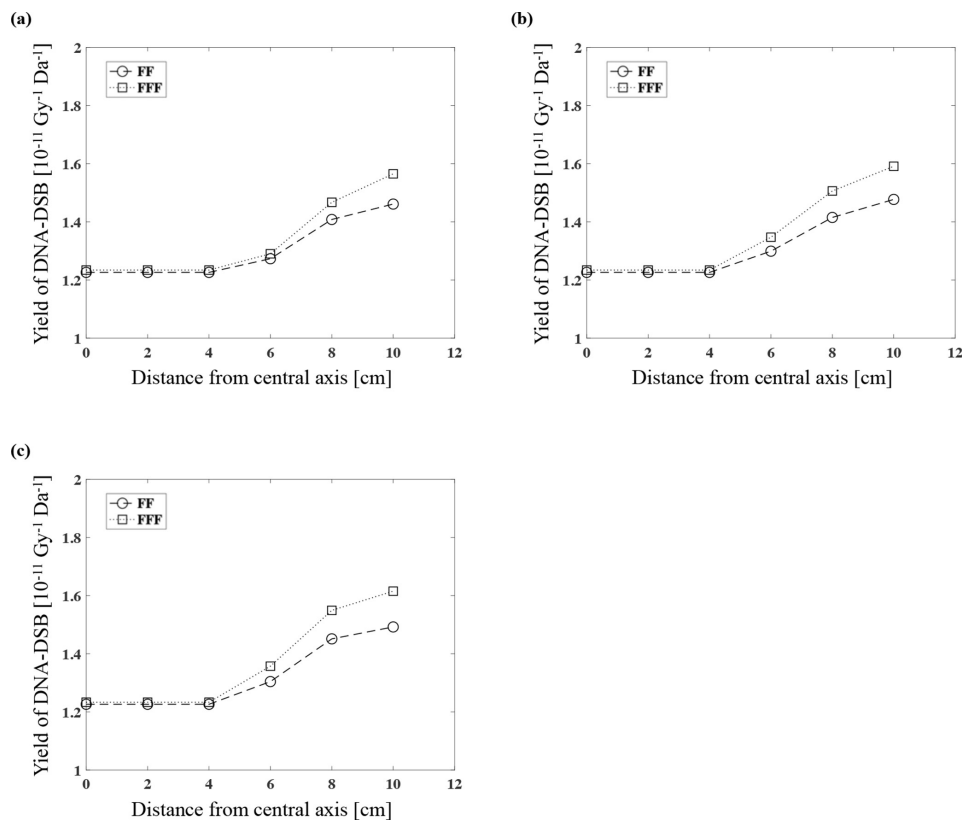 (a)
2
1.8
1.6
1.4
1.2
1
Yield of DNA-DSB [10⁻¹¹ Gy⁻¹ Da⁻¹]
FF
FFF
0 2 4 6 8 10 12
Distance from central axis [cm]
(b)
2
1.8
1.6
1.4
1.2
1
Yield of DNA-DSB [10⁻¹¹ Gy⁻¹ Da⁻¹]
FF
FFF
0 2 4 6 8 10 12
Distance from central axis [cm]
(c)
2
1.8
1.6
1.4
1.2
1
Yield of DNA-DSB [10⁻¹¹ Gy⁻¹ Da⁻¹]
FF
FFF
0 2 4 6 8 10 12
Distance from central axis [cm]